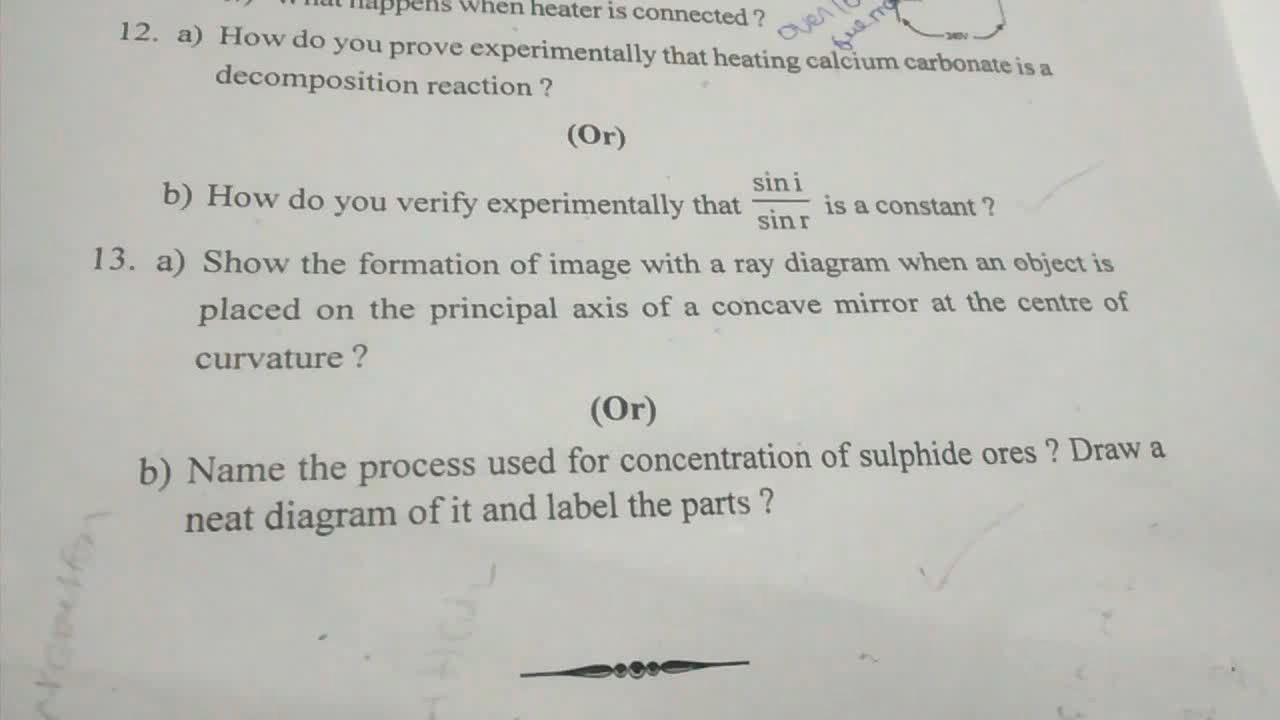 What happens when heater is connected ?
12. a) How do you prove experimentally that heating calcium carbonate is a
decomposition reaction ?
(Or)
b) How do you verify experimentally that sin i / sin r is a constant ?
13. a) Show the formation of image with a ray diagram when an object is
placed on the principal axis of a concave mirror at the centre of
curvature ?
(Or)
b) Name the process used for concentration of sulphide ores ? Draw a
neat diagram of it and label the parts ?